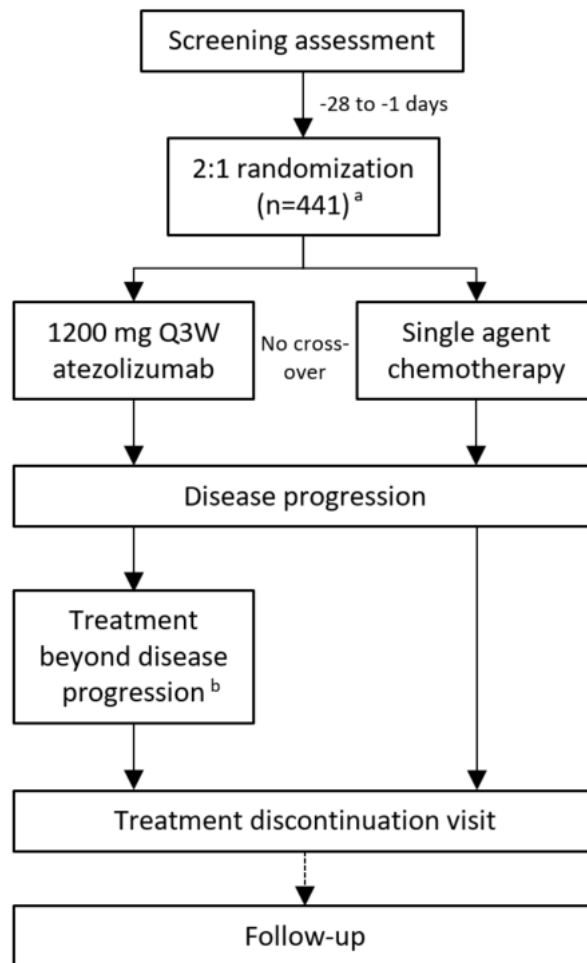 Screening assessment
-28 to -1 days
2:1 randomization
(n=441) a
1200 mg Q3W
atezolizumab
No cross-
over
Single agent
chemotherapy
Disease progression
Treatment
beyond disease
progression b
Treatment discontinuation visit
Follow-up